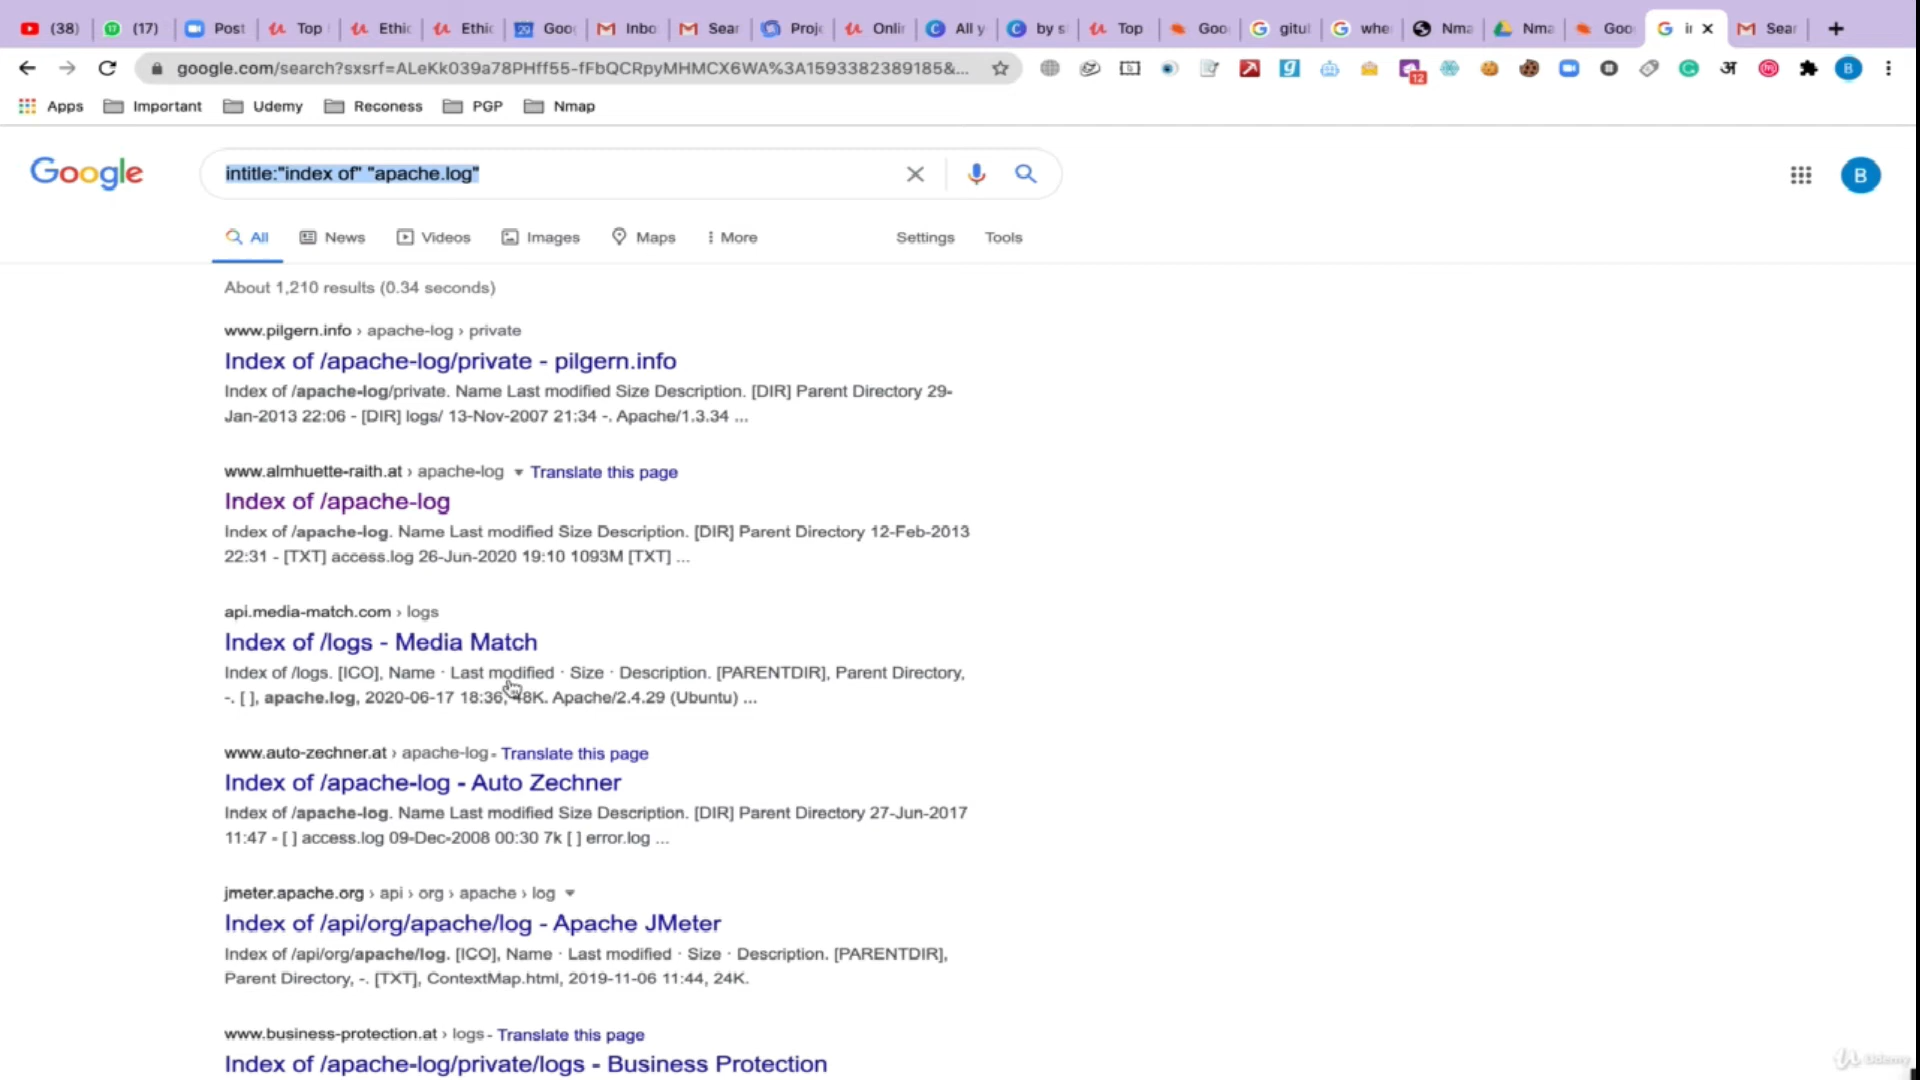 (38) (17) Post Top Ethic Ethic Goo Inbo Sear Proje Onlin All y by s Top Goo gitut whe Nma Nma Goo Sear
google.com/search?sxsrf=ALeKk039a78PHff55-fFbQCRpyMHMCX6WA%3A1593382389185&...
12
B
Apps Important Udemy Reconess PGP Nmap
Google
intitle:"index of" "apache.log"
B
All News Videos Images Maps More Settings Tools
About 1,210 results (0.34 seconds)
www.pilgern.info › apache-log › private
Index of /apache-log/private - pilgern.info
Index of /apache-log/private. Name Last modified Size Description. [DIR] Parent Directory 29-
Jan-2013 22:06 - [DIR] logs/ 13-Nov-2007 21:34 -. Apache/1.3.34 ...
www.almhuette-raith.at › apache-log Translate this page
Index of /apache-log
Index of /apache-log. Name Last modified Size Description. [DIR] Parent Directory 12-Feb-2013
22:31 - [TXT] access.log 26-Jun-2020 19:10 1093M [TXT] ...
api.media-match.com › logs
Index of /logs - Media Match
Index of /logs. [ICO], Name · Last modified · Size · Description. [PARENTDIR], Parent Directory,
-. [ ], apache.log, 2020-06-17 18:36, 48K. Apache/2.4.29 (Ubuntu) ...
www.auto-zechner.at › apache-log - Translate this page
Index of /apache-log - Auto Zechner
Index of /apache-log. Name Last modified Size Description. [DIR] Parent Directory 27-Jun-2017
11:47 - [ ] access.log 09-Dec-2008 00:30 7k [ ] error.log ...
jmeter.apache.org › api › org › apache › log
Index of /api/org/apache/log - Apache JMeter
Index of /api/org/apache/log. [ICO], Name · Last modified · Size · Description. [PARENTDIR],
Parent Directory, -. [TXT], ContextMap.html, 2019-11-06 11:44, 24K.
www.business-protection.at › logs - Translate this page
Index of /apache-log/private/logs - Business Protection
Udemy